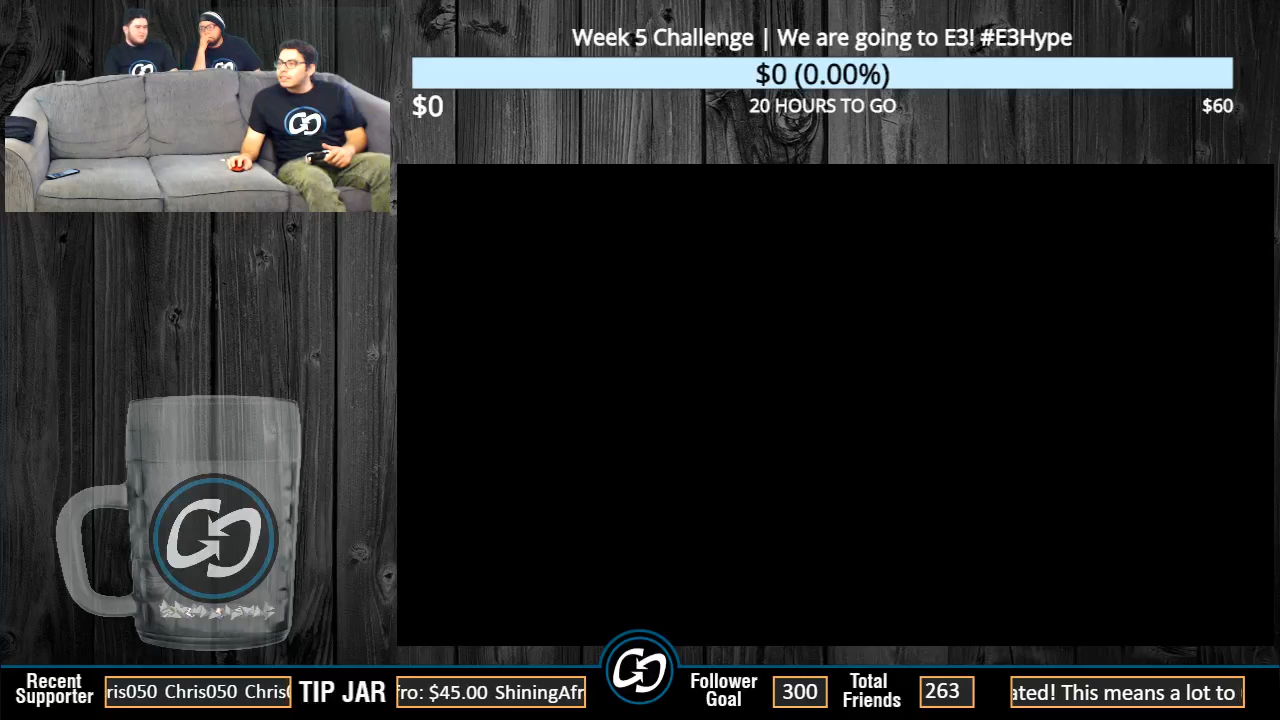 Week 5 Challenge | We are going to E3! #E3Hype
$0 (0.00%)
$0 20 HOURS TO GO $60
Recent Supporter
ris050 Chris050 Chris
TIP JAR
ro: $45.00 ShiningAfr
Follower Goal
300
Total Friends
263
ated! This means a lot to